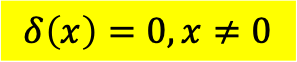 δ(x) = 0, x ≠ 0